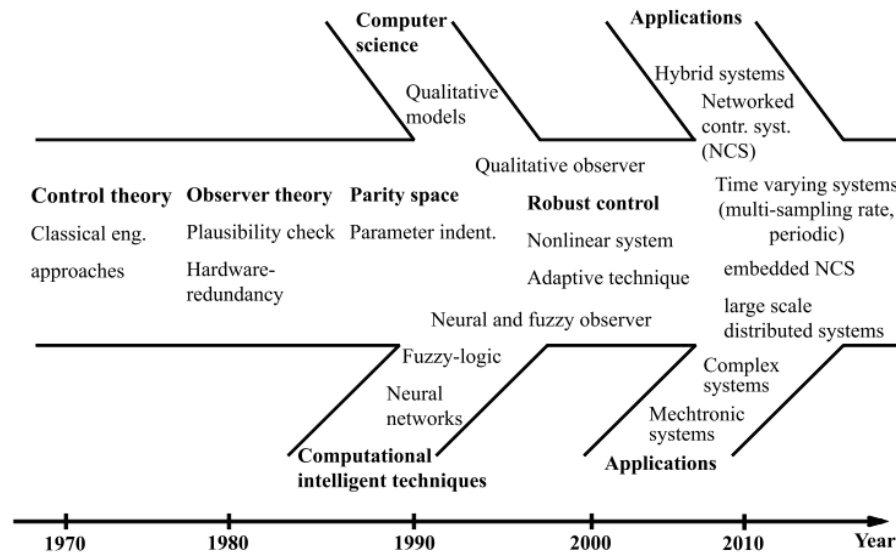 Computer
science
Applications
Qualitative
models
Hybrid systems
Networked
contr. syst.
(NCS)
Qualitative observer
Control theory
Classical eng.
approaches
Observer theory
Plausibility check
Hardware-
redundancy
Parity space
Parameter indent.
Robust control
Nonlinear system
Adaptive technique
Time varying systems
(multi-sampling rate,
periodic)
embedded NCS
large scale
distributed systems
Neural and fuzzy observer
Fuzzy-logic
Neural
networks
Computational
intelligent techniques
Complex
systems
Mechtronic
systems
Applications
1970
1980
1990
2000
2010
Year